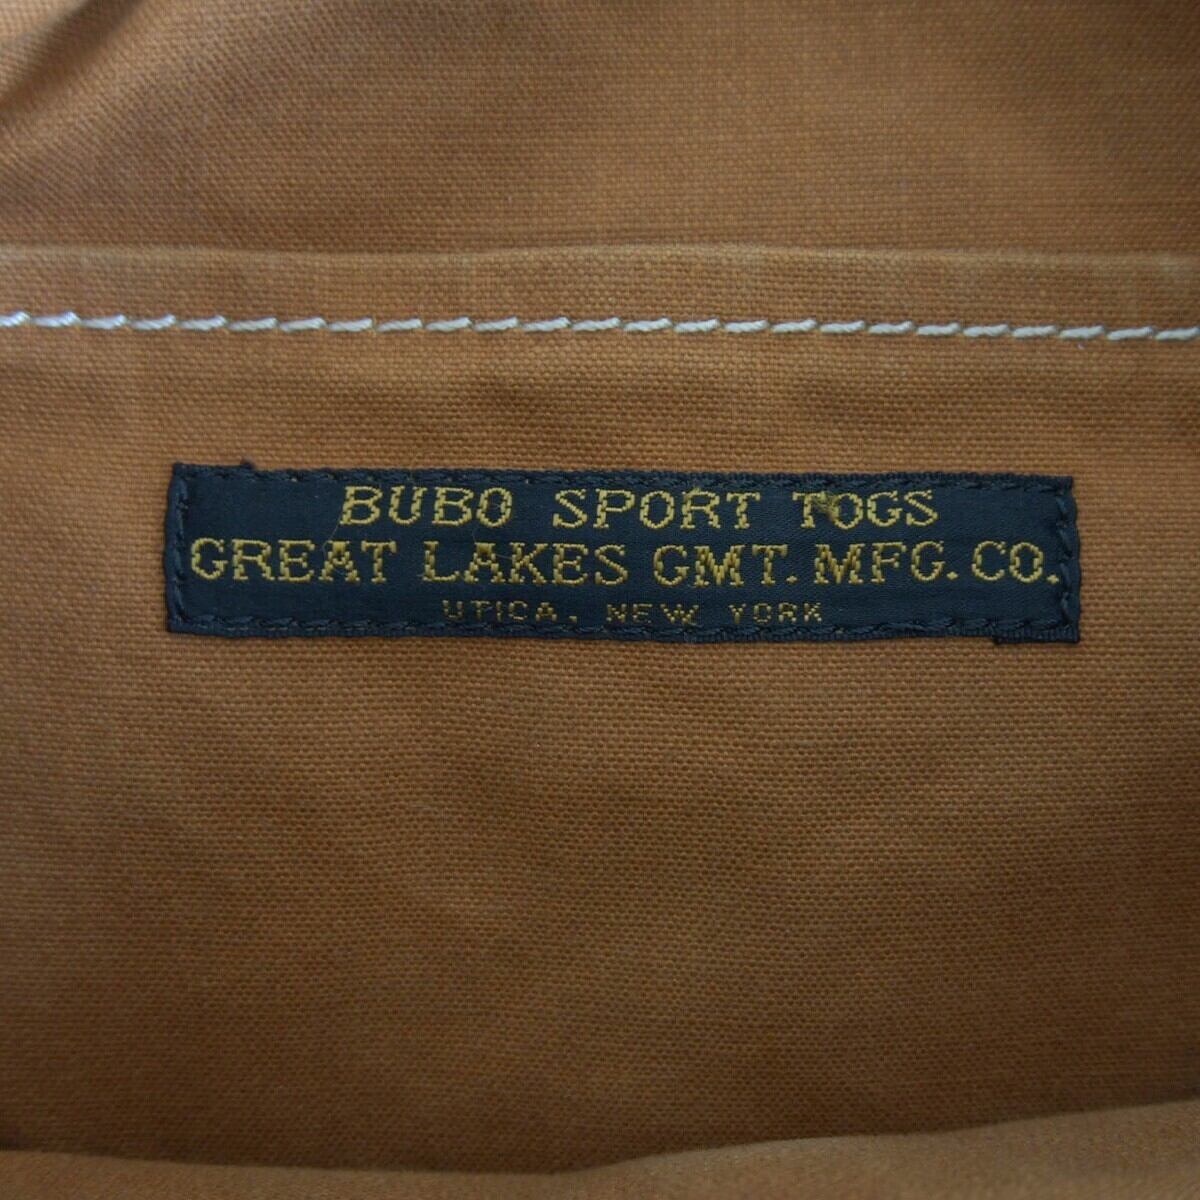 BUBO SPORT TOGS
GREAT LAKES GMT. MFG. CO.
UTICA, NEW YORK